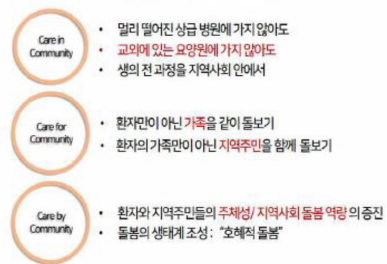 Care in
Community
• 멀리 떨어진 상급 병원에 가지 않아도
• 교외에 있는 요양원에 가지 않아도
• 생의 전 과정을 지역사회 안에서
Care for
Community
• 환자만이 아닌 가족을 같이 돌보기
• 환자의 가족만이 아닌 지역주민을 함께 돌보기
Care by
Community
• 환자와 지역주민들의 주체성/ 지역사회 돌봄 역량의 증진
• 돌봄의 생태계 조성 : “호혜적 돌봄”